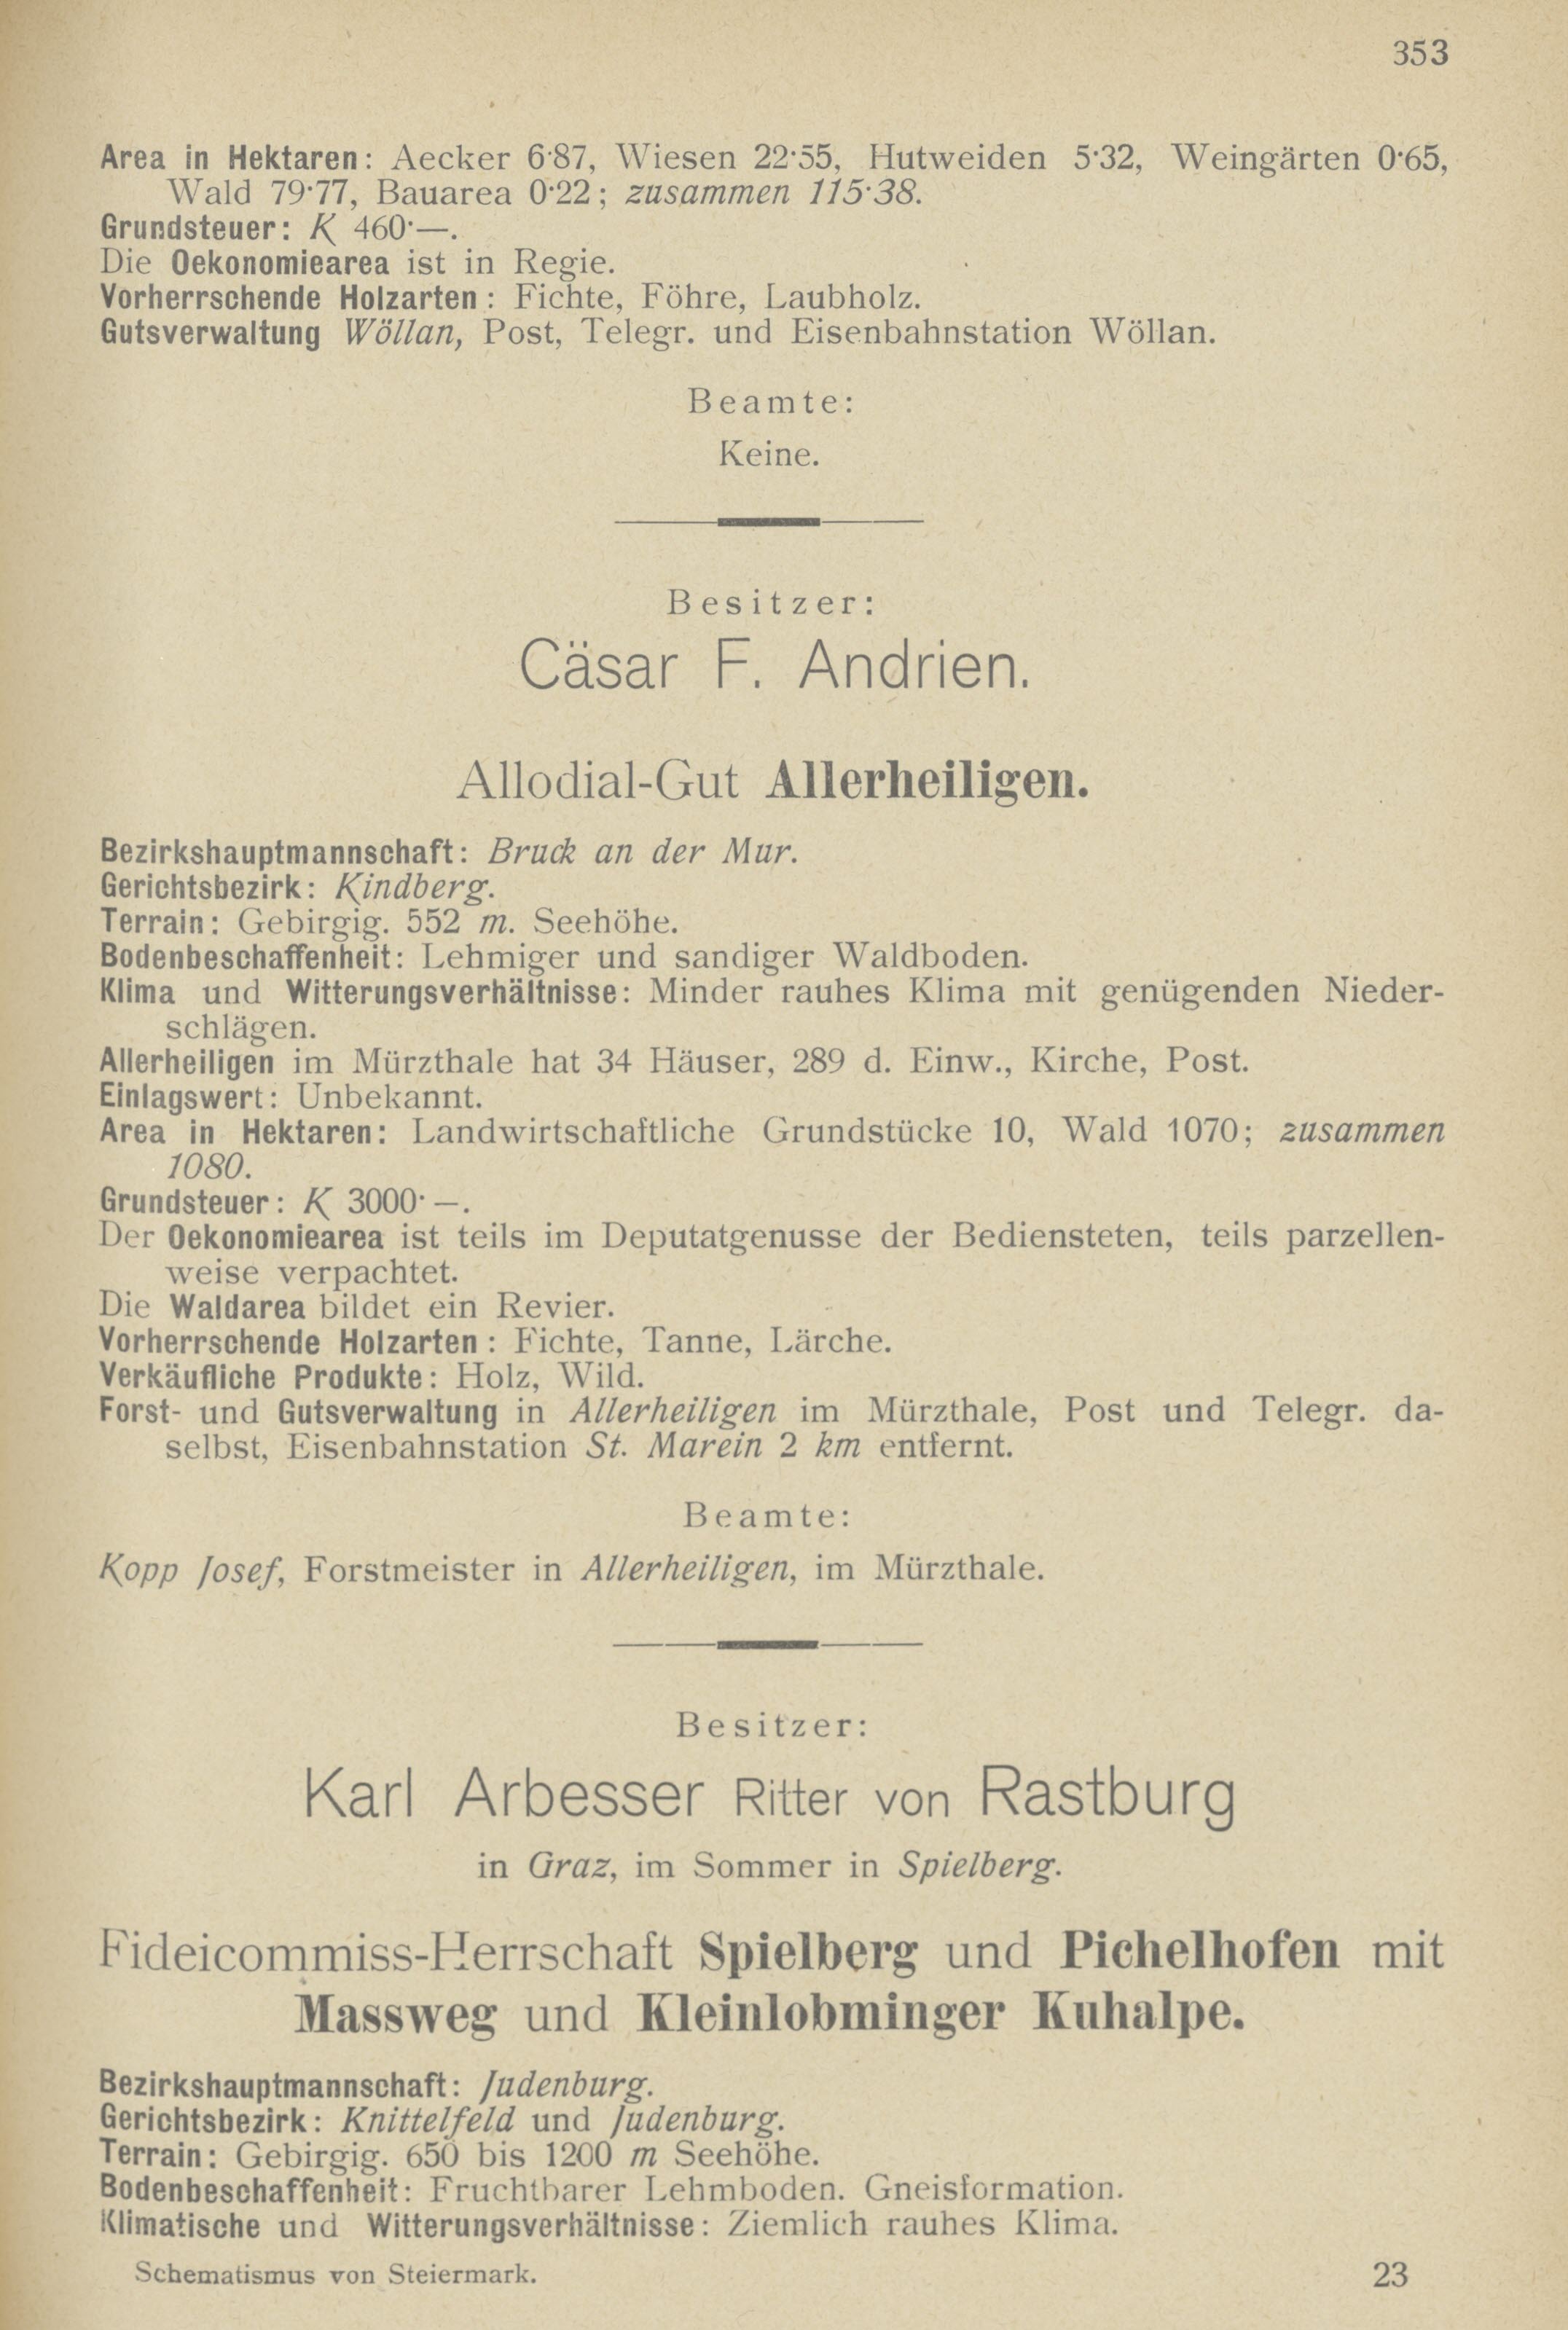 353
Area in Hektaren: Aecker 6·87, Wiesen 22·55, Hutweiden 5·32, Weingärten 0·65,
Wald 79·77, Bauarea 0·22; zusammen 115·38.
Grundsteuer: K 460·—.
Die Oekonomiearea ist in Regie.
Vorherrschende Holzarten: Fichte, Föhre, Laubholz.
Gutsverwaltung Wöllan, Post, Telegr. und Eisenbahnstation Wöllan.
Beamte:
Keine.
Besitzer:
Cäsar F. Andrien.
Allodial-Gut Allerheiligen.
Bezirkshauptmannschaft: Bruck an der Mur.
Gerichtsbezirk: Kindberg.
Terrain: Gebirgig. 552 m. Seehöhe.
Bodenbeschaffenheit: Lehmiger und sandiger Waldboden.
Klima und Witterungsverhältnisse: Minder rauhes Klima mit genügenden Nieder-
schlägen.
Allerheiligen im Mürzthale hat 34 Häuser, 289 d. Einw., Kirche, Post.
Einlagswert: Unbekannt.
Area in Hektaren: Landwirtschaftliche Grundstücke 10, Wald 1070; zusammen
1080.
Grundsteuer: K 3000·—.
Der Oekonomiearea ist teils im Deputatgenusse der Bediensteten, teils parzellen-
weise verpachtet.
Die Waldarea bildet ein Revier.
Vorherrschende Holzarten: Fichte, Tanne, Lärche.
Verkäufliche Produkte: Holz, Wild.
Forst- und Gutsverwaltung in Allerheiligen im Mürzthale, Post und Telegr. da-
selbst, Eisenbahnstation St. Marein 2 km entfernt.
Beamte:
Kopp Josef, Forstmeister in Allerheiligen, im Mürzthale.
Besitzer:
Karl Arbesser Ritter von Rastburg
in Graz, im Sommer in Spielberg.
Fideicommiss-Herrschaft Spielberg und Pichelhofen mit
Massweg und Kleinlobminger Kuhalpe.
Bezirkshauptmannschaft: Judenburg.
Gerichtsbezirk: Knittelfeld und Judenburg.
Terrain: Gebirgig. 650 bis 1200 m Seehöhe.
Bodenbeschaffenheit: Fruchtbarer Lehmboden. Gneisformation.
Klimatische und Witterungsverhältnisse: Ziemlich rauhes Klima.
Schematismus von Steiermark.
23